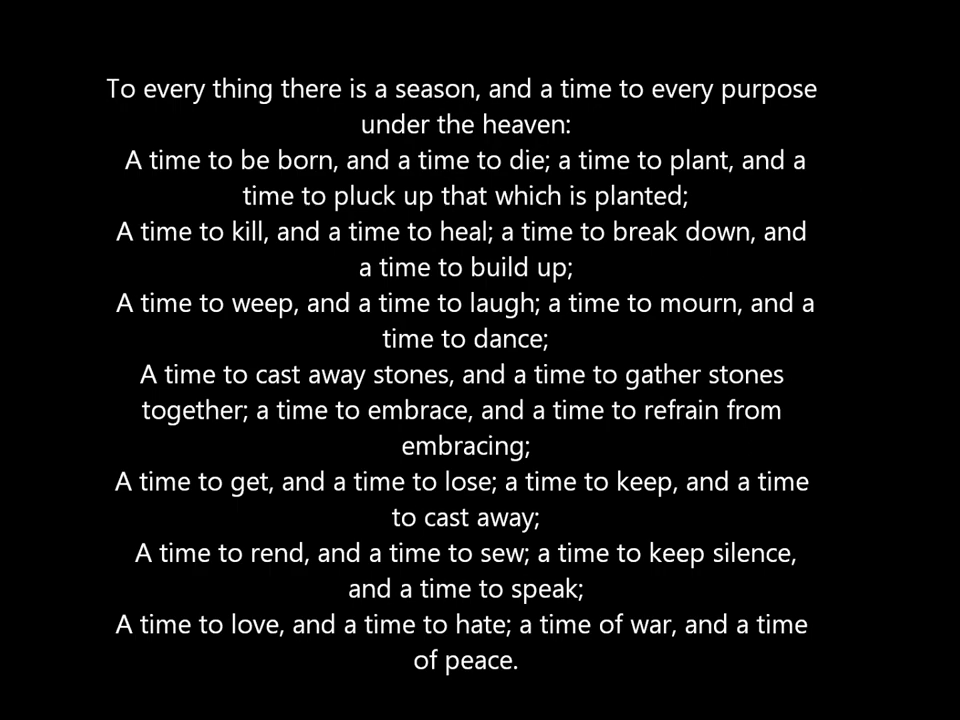 To every thing there is a season, and a time to every purpose
under the heaven:
A time to be born, and a time to die; a time to plant, and a
time to pluck up that which is planted;
A time to kill, and a time to heal; a time to break down, and
a time to build up;
A time to weep, and a time to laugh; a time to mourn, and a
time to dance;
A time to cast away stones, and a time to gather stones
together; a time to embrace, and a time to refrain from
embracing;
A time to get, and a time to lose; a time to keep, and a time
to cast away;
A time to rend, and a time to sew; a time to keep silence,
and a time to speak;
A time to love, and a time to hate; a time of war, and a time
of peace.